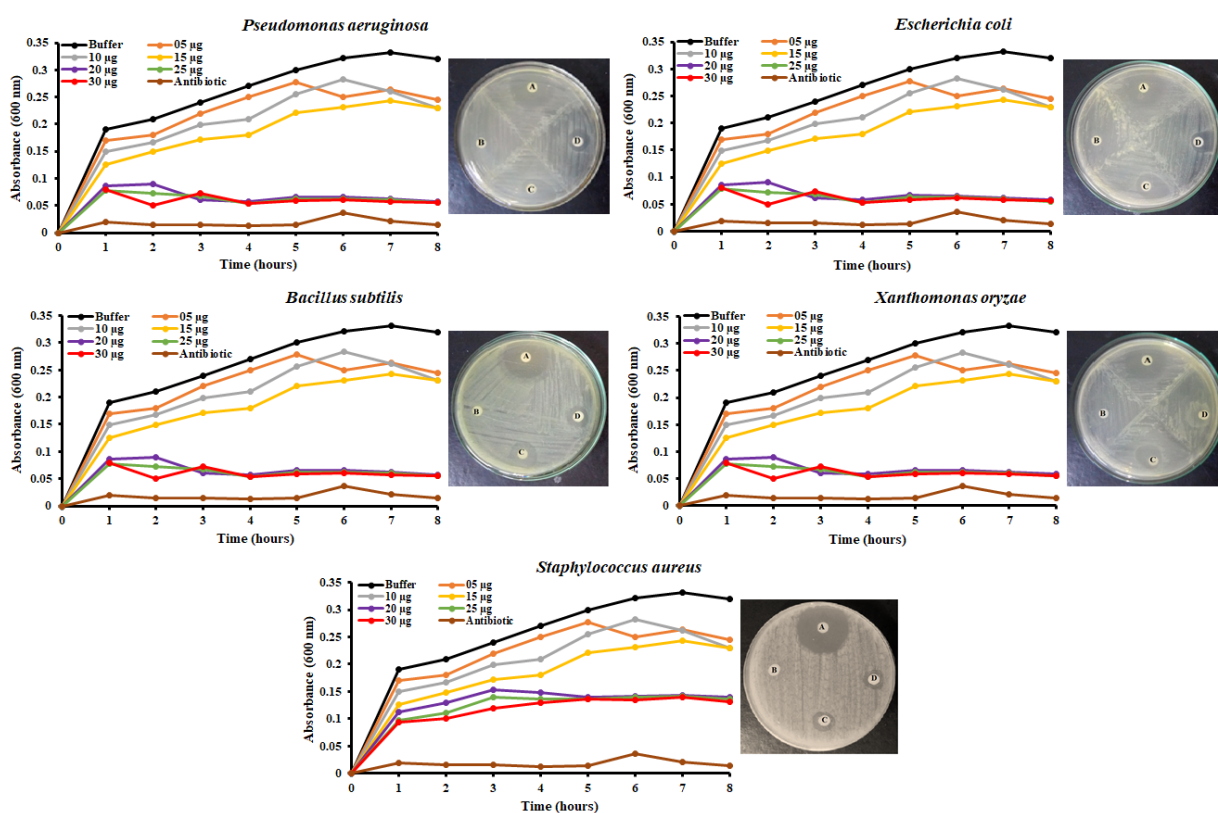 Pseudomonas aeruginosa
Absorbance (600 nm)
0.35
0.3
0.25
0.2
0.15
0.1
0.05
0
Buffer 05 µg
10 µg 15 µg
20 µg 25 µg
30 µg Antibiotic
0 1 2 3 4 5 6 7 8
Time (hours)
A
B D
C
Escherichia coli
Absorbance (600 nm)
0.35
0.3
0.25
0.2
0.15
0.1
0.05
0
Buffer 05 µg
10 µg 15 µg
20 µg 25 µg
30 µg Antibiotic
0 1 2 3 4 5 6 7 8
Time (hours)
A
B D
C
Bacillus subtilis
Absorbance (600 nm)
0.35
0.3
0.25
0.2
0.15
0.1
0.05
0
Buffer 05 µg
10 µg 15 µg
20 µg 25 µg
30 µg Antibiotic
0 1 2 3 4 5 6 7 8
Time (hours)
A
B D
C
Xanthomonas oryzae
Absorbance (600 nm)
0.35
0.3
0.25
0.2
0.15
0.1
0.05
0
Buffer 05 µg
10 µg 15 µg
20 µg 25 µg
30 µg Antibiotic
0 1 2 3 4 5 6 7 8
Time (hours)
A
B D
C
Staphylococcus aureus
Absorbance (600 nm)
0.35
0.3
0.25
0.2
0.15
0.1
0.05
0
Buffer 05 µg
10 µg 15 µg
20 µg 25 µg
30 µg Antibiotic
0 1 2 3 4 5 6 7 8
Time (hours)
A
B D
C